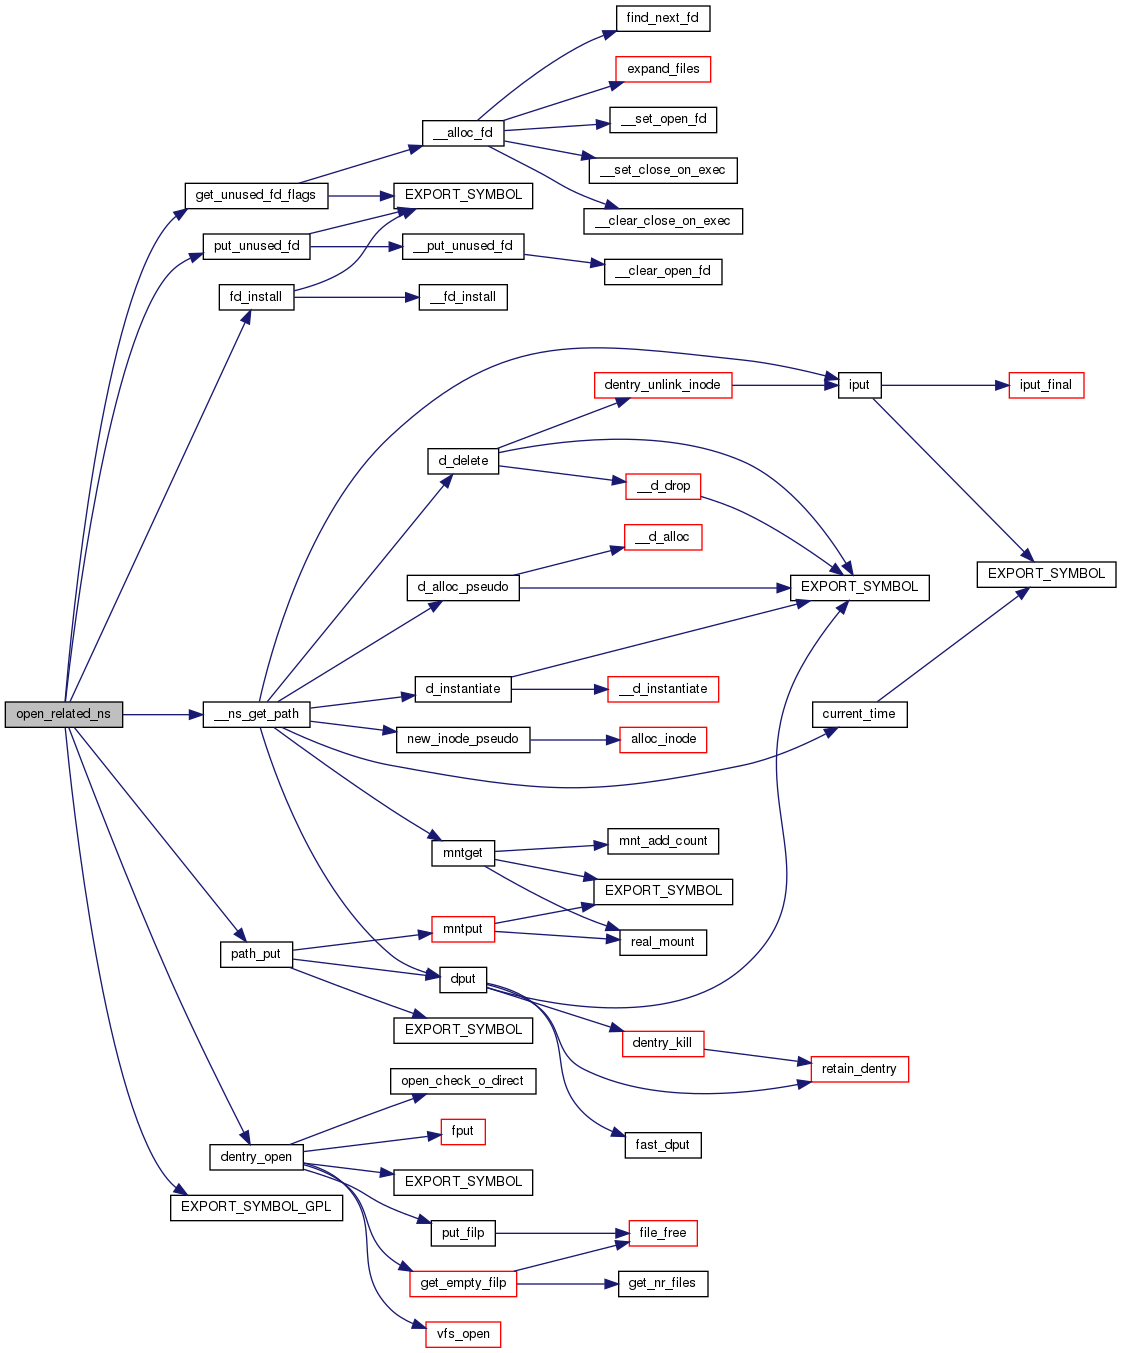 find_next_fd
expand_files
__alloc_fd
__set_open_fd
__set_close_on_exec
get_unused_fd_flags
EXPORT_SYMBOL
__clear_close_on_exec
put_unused_fd
__put_unused_fd
__clear_open_fd
fd_install
__fd_install
dentry_unlink_inode
iput
iput_final
d_delete
__d_drop
__d_alloc
d_alloc_pseudo
EXPORT_SYMBOL
EXPORT_SYMBOL
d_instantiate
__d_instantiate
open_related_ns
__ns_get_path
current_time
new_inode_pseudo
alloc_inode
mnt_add_count
mntget
EXPORT_SYMBOL
mntput
real_mount
path_put
dput
EXPORT_SYMBOL
dentry_kill
retain_dentry
open_check_o_direct
fput
fast_dput
dentry_open
EXPORT_SYMBOL
EXPORT_SYMBOL_GPL
put_filp
file_free
get_empty_filp
get_nr_files
vfs_open